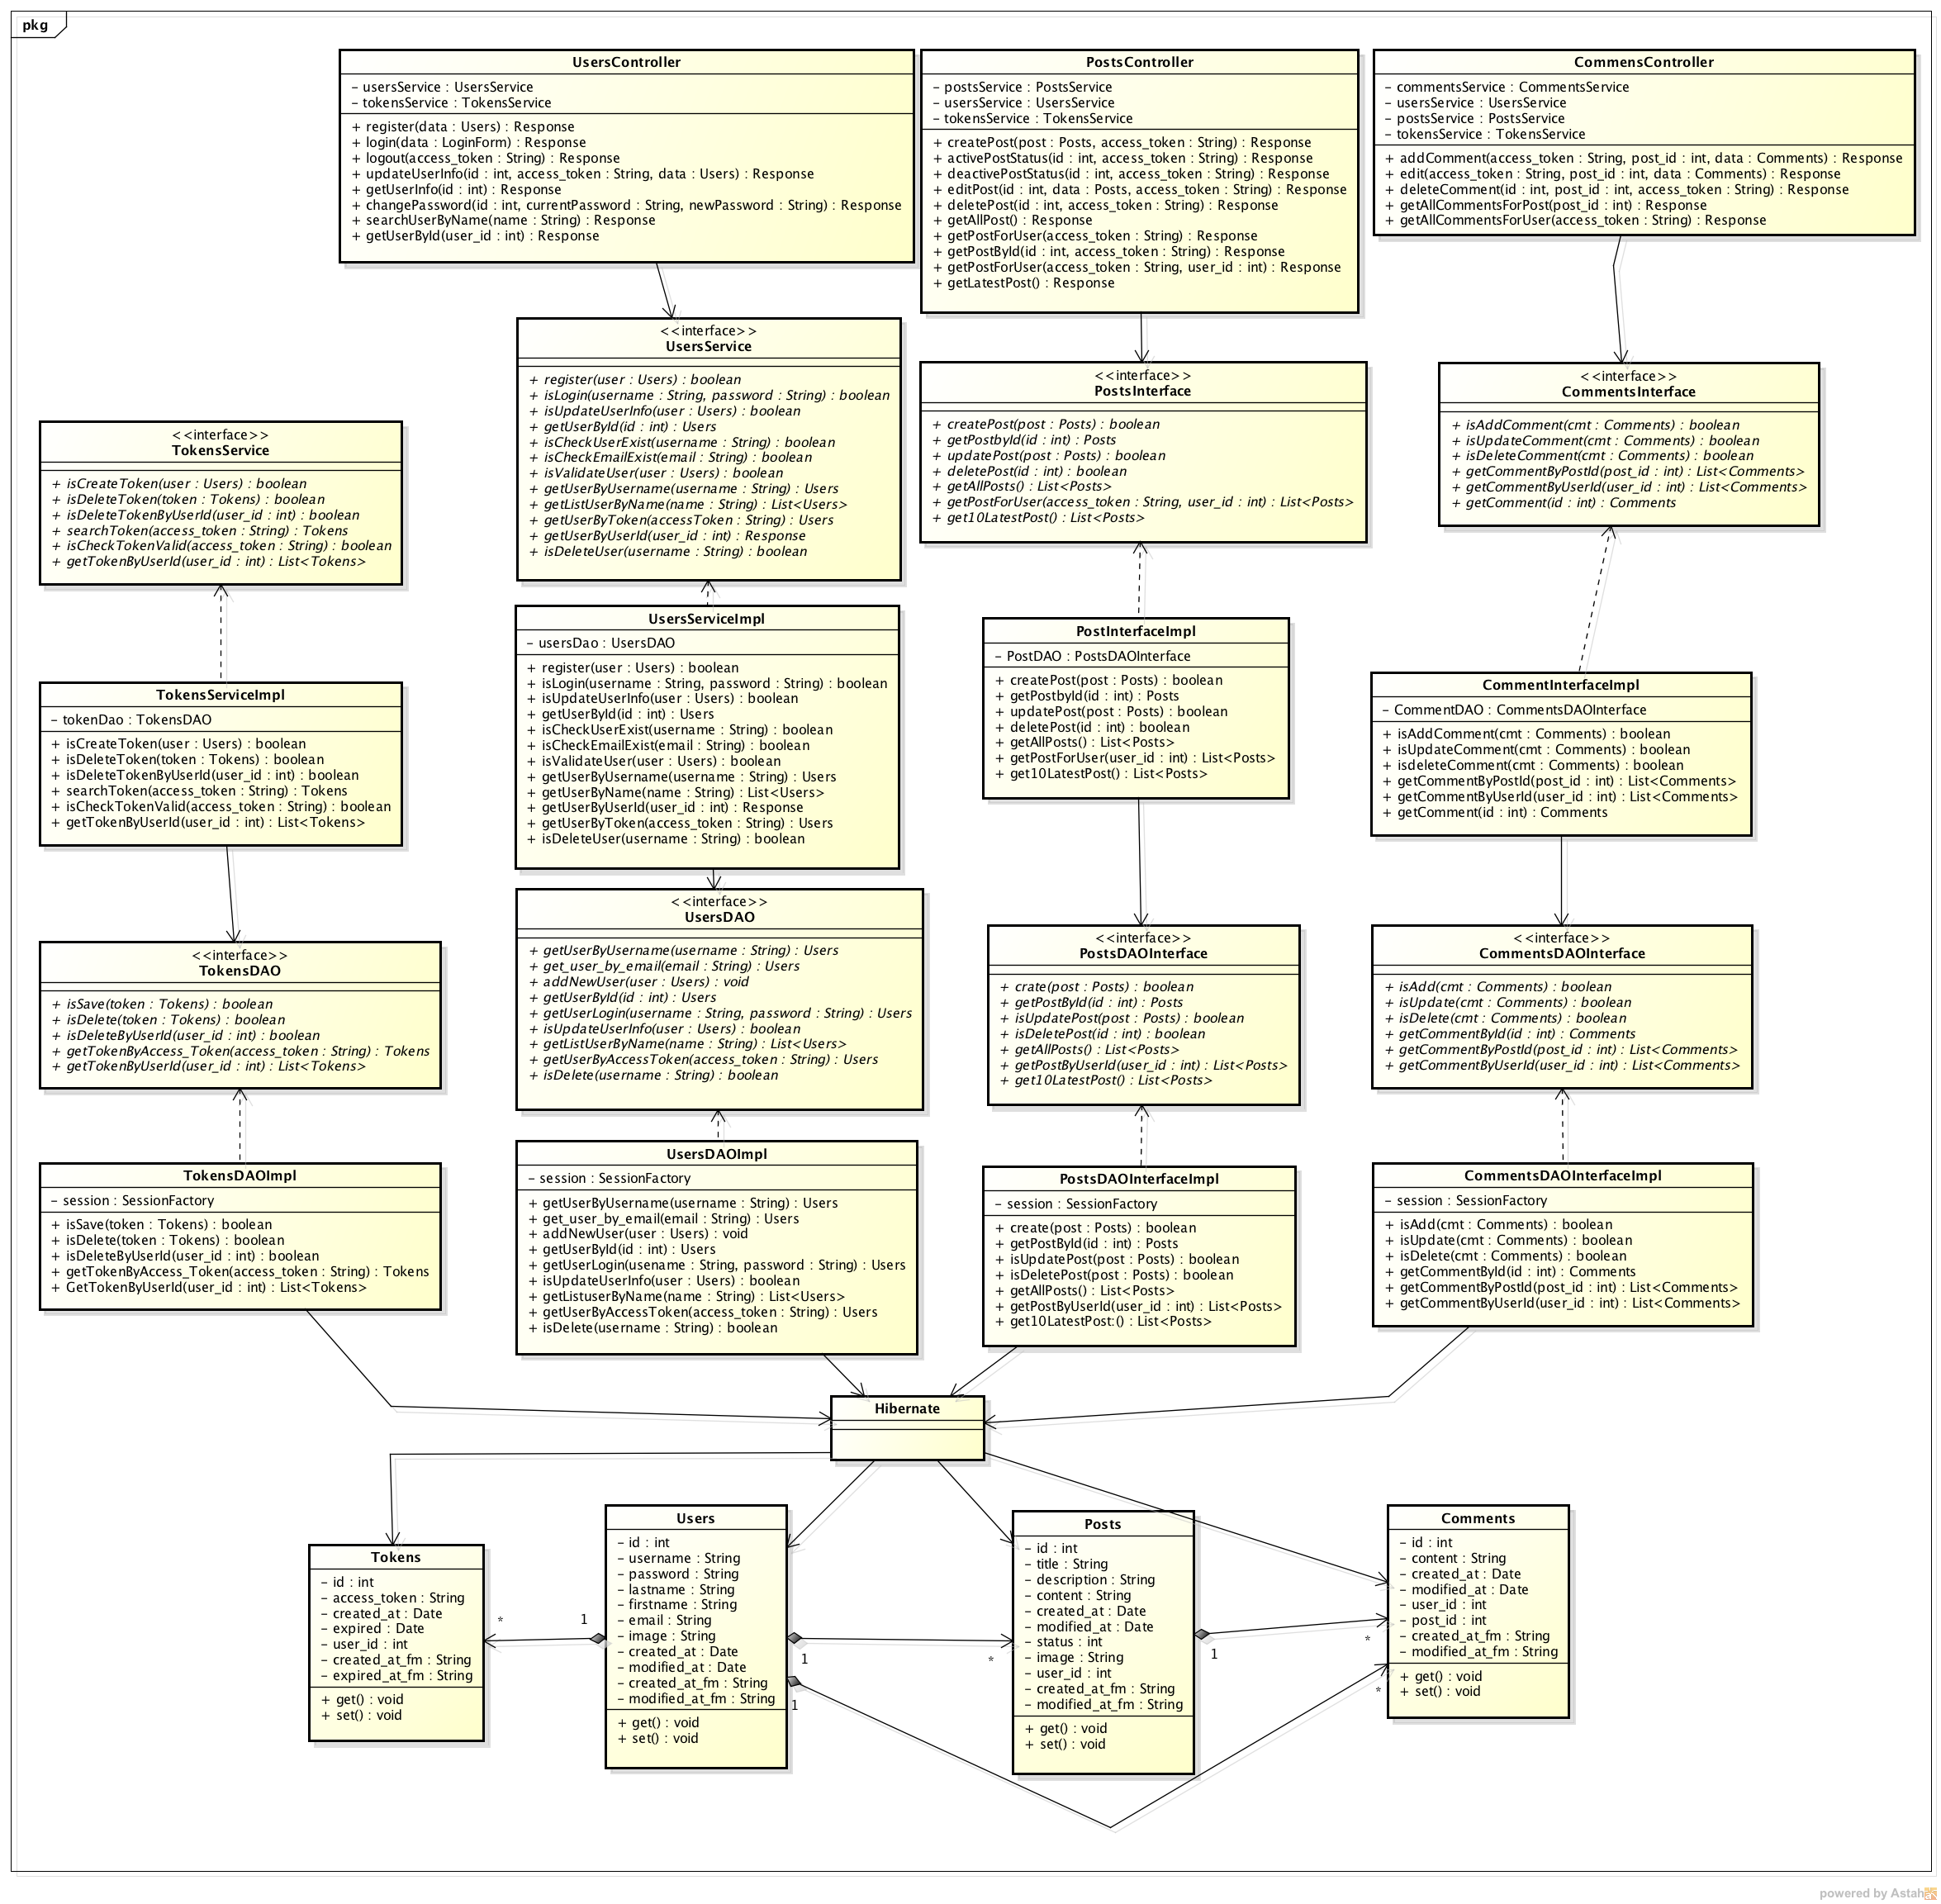 pkg
UsersController
– usersService : UsersService
– tokensService : TokensService
+ register(data : Users) : Response
+ login(data : LoginForm) : Response
+ logout(access_token : String) : Response
+ updateUserInfo(id : int, access_token : String, data : Users) : Response
+ getUserInfo(id : int) : Response
+ changePassword(id : int, currentPassword : String, newPassword : String) : Response
+ searchUserByName(name : String) : Response
+ getUserById(user_id : int) : Response
PostsController
– postsService : PostsService
– usersService : UsersService
– tokensService : TokensService
+ createPost(post : Posts, access_token : String) : Response
+ activePostStatus(id : int, access_token : String) : Response
+ deactivePostStatus(id : int, access_token : String) : Response
+ editPost(id : int, data : Posts, access_token : String) : Response
+ deletePost(id : int, access_token : String) : Response
+ getAllPost() : Response
+ getPostForUser(access_token : String) : Response
+ getPostById(id : int, access_token : String) : Response
+ getPostForUser(access_token : String, user_id : int) : Response
+ getLatestPost() : Response
CommensController
– commentsService : CommentsService
– usersService : UsersService
– postsService : PostsService
– tokensService : TokensService
+ addComment(access_token : String, post_id : int, data : Comments) : Response
+ edit(access_token : String, post_id : int, data : Comments) : Response
+ deleteComment(id : int, post_id : int, access_token : String) : Response
+ getAllCommentsForPost(post_id : int) : Response
+ getAllCommentsForUser(access_token : String) : Response
<<interface>>
TokensService
+ isCreateToken(user : Users) : boolean
+ isDeleteToken(token : Tokens) : boolean
+ isDeleteTokenByUserId(user_id : int) : boolean
+ searchToken(access_token : String) : Tokens
+ isCheckTokenValid(access_token : String) : boolean
+ getTokenByUserId(user_id : int) : List<Tokens>
<<interface>>
UsersService
+ register(user : Users) : boolean
+ isLogin(username : String, password : String) : boolean
+ isUpdateUserInfo(user : Users) : boolean
+ getUserById(id : int) : Users
+ isCheckUserExist(username : String) : boolean
+ isCheckEmailExist(email : String) : boolean
+ isValidateUser(user : Users) : boolean
+ getUserByUsername(username : String) : Users
+ getListUserByName(name : String) : List<Users>
+ getUserByToken(accessToken : String) : Users
+ getUserByUserId(user_id : int) : Response
+ isDeleteUser(username : String) : boolean
<<interface>>
PostsInterface
+ createPost(post : Posts) : boolean
+ getPostbyId(id : int) : Posts
+ updatePost(post : Posts) : boolean
+ deletePost(id : int) : boolean
+ getAllPosts() : List<Posts>
+ getPostForUser(access_token : String, user_id : int) : List<Posts>
+ get10LatestPost() : List<Posts>
<<interface>>
CommentsInterface
+ isAddComment(cmt : Comments) : boolean
+ isUpdateComment(cmt : Comments) : boolean
+ isDeleteComment(cmt : Comments) : boolean
+ getCommentByPostId(post_id : int) : List<Comments>
+ getCommentByUserId(user_id : int) : List<Comments>
+ getComment(id : int) : Comments
TokensServiceImpl
– tokenDao : TokensDAO
+ isCreateToken(user : Users) : boolean
+ isDeleteToken(token : Tokens) : boolean
+ isDeleteTokenByUserId(user_id : int) : boolean
+ searchToken(access_token : String) : Tokens
+ isCheckTokenValid(access_token : String) : boolean
+ getTokenByUserId(user_id : int) : List<Tokens>
UsersServiceImpl
– usersDao : UsersDAO
+ register(user : Users) : boolean
+ isLogin(username : String, password : String) : boolean
+ isUpdateUserInfo(user : Users) : boolean
+ getUserById(id : int) : Users
+ isCheckUserExist(username : String) : boolean
+ isCheckEmailExist(email : String) : boolean
+ isValidateUser(user : Users) : boolean
+ getUserByUsername(username : String) : Users
+ getUserByName(name : String) : List<Users>
+ getUserByUserId(user_id : int) : Response
+ getUserByToken(access_token : String) : Users
+ isDeleteUser(username : String) : boolean
PostInterfaceImpl
– PostDAO : PostsDAOInterface
+ createPost(post : Posts) : boolean
+ getPostbyId(id : int) : Posts
+ updatePost(post : Posts) : boolean
+ deletePost(id : int) : boolean
+ getAllPosts() : List<Posts>
+ getPostForUser(user_id : int) : List<Posts>
+ get10LatestPost() : List<Posts>
CommentInterfaceImpl
– CommentDAO : CommentsDAOInterface
+ isAddComment(cmt : Comments) : boolean
+ isUpdateComment(cmt : Comments) : boolean
+ isdeleteComment(cmt : Comments) : boolean
+ getCommentByPostId(post_id : int) : List<Comments>
+ getCommentByUserId(user_id : int) : List<Comments>
+ getComment(id : int) : Comments
<<interface>>
TokensDAO
+ isSave(token : Tokens) : boolean
+ isDelete(token : Tokens) : boolean
+ isDeleteByUserId(user_id : int) : boolean
+ getTokenByAccess_Token(access_token : String) : Tokens
+ getTokenByUserId(user_id : int) : List<Tokens>
<<interface>>
UsersDAO
+ getUserByUsername(username : String) : Users
+ get_user_by_email(email : String) : Users
+ addNewUser(user : Users) : void
+ getUserById(id : int) : Users
+ getUserLogin(username : String, password : String) : Users
+ isUpdateUserInfo(user : Users) : boolean
+ getListUserByName(name : String) : List<Users>
+ getUserByAccessToken(access_token : String) : Users
+ isDelete(username : String) : boolean
<<interface>>
PostsDAOInterface
+ crate(post : Posts) : boolean
+ getPostById(id : int) : Posts
+ isUpdatePost(post : Posts) : boolean
+ isDeletePost(id : int) : boolean
+ getAllPosts() : List<Posts>
+ getPostByUserId(user_id : int) : List<Posts>
+ get10LatestPost() : List<Posts>
<<interface>>
CommentsDAOInterface
+ isAdd(cmt : Comments) : boolean
+ isUpdate(cmt : Comments) : boolean
+ isDelete(cmt : Comments) : boolean
+ getCommentById(id : int) : Comments
+ getCommentByPostId(post_id : int) : List<Comments>
+ getCommentByUserId(user_id : int) : List<Comments>
TokensDAOImpl
– session : SessionFactory
+ isSave(token : Tokens) : boolean
+ isDelete(token : Tokens) : boolean
+ isDeleteByUserId(user_id : int) : boolean
+ getTokenByAccess_Token(access_token : String) : Tokens
+ GetTokenByUserId(user_id : int) : List<Tokens>
UsersDAOImpl
– session : SessionFactory
+ getUserByUsername(username : String) : Users
+ get_user_by_email(email : String) : Users
+ addNewUser(user : Users) : void
+ getUserById(id : int) : Users
+ getUserLogin(usename : String, password : String) : Users
+ isUpdateUserInfo(user : Users) : boolean
+ getListuserByName(name : String) : List<Users>
+ getUserByAccessToken(access_token : String) : Users
+ isDelete(username : String) : boolean
PostsDAOInterfaceImpl
– session : SessionFactory
+ create(post : Posts) : boolean
+ getPostById(id : int) : Posts
+ isUpdatePost(post : Posts) : boolean
+ isDeletePost(post : Posts) : boolean
+ getAllPosts() : List<Posts>
+ getPostByUserId(user_id : int) : List<Posts>
+ get10LatestPost:() : List<Posts>
CommentsDAOInterfaceImpl
– session : SessionFactory
+ isAdd(cmt : Comments) : boolean
+ isUpdate(cmt : Comments) : boolean
+ isDelete(cmt : Comments) : boolean
+ getCommentById(id : int) : Comments
+ getCommentByPostId(post_id : int) : List<Comments>
+ getCommentByUserId(user_id : int) : List<Comments>
Hibernate
Tokens
– id : int
– access_token : String
– created_at : Date
– expired : Date
– user_id : int
– created_at_fm : String
– expired_at_fm : String
+ get() : void
+ set() : void
*
1
Users
– id : int
– username : String
– password : String
– lastname : String
– firstname : String
– email : String
– image : String
– created_at : Date
– modified_at : Date
– created_at_fm : String
– modified_at_fm : String
+ get() : void
+ set() : void
1
*
1
Posts
– id : int
– title : String
– description : String
– content : String
– created_at : Date
– modified_at : Date
– status : int
– image : String
– user_id : int
– created_at_fm : String
– modified_at_fm : String
+ get() : void
+ set() : void
1
*
*
Comments
– id : int
– content : String
– created_at : Date
– modified_at : Date
– user_id : int
– post_id : int
– created_at_fm : String
– modified_at_fm : String
+ get() : void
+ set() : void
powered by Astah